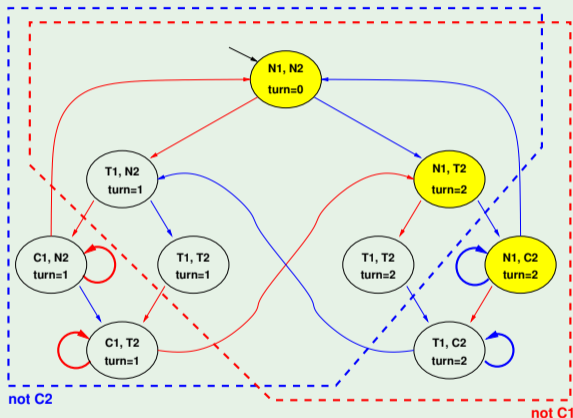 N1, N2
turn=0
T1, N2
turn=1
N1, T2
turn=2
C1, N2
turn=1
T1, T2
turn=1
T1, T2
turn=2
N1, C2
turn=2
C1, T2
turn=1
T1, C2
turn=2
not C2
not C1